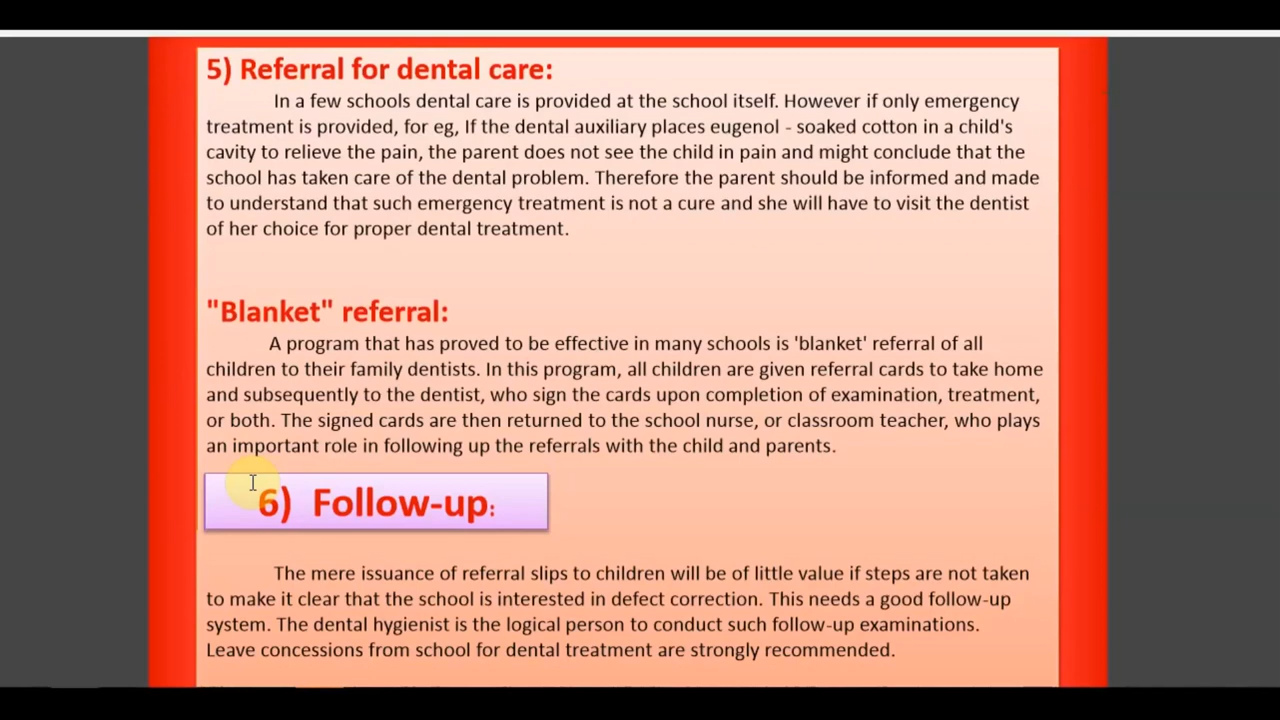 5) Referral for dental care:
In a few schools dental care is provided at the school itself. However if only emergency
treatment is provided, for eg, If the dental auxiliary places eugenol - soaked cotton in a child's
cavity to relieve the pain, the parent does not see the child in pain and might conclude that the
school has taken care of the dental problem. Therefore the parent should be informed and made
to understand that such emergency treatment is not a cure and she will have to visit the dentist
of her choice for proper dental treatment.
"Blanket" referral:
A program that has proved to be effective in many schools is 'blanket' referral of all
children to their family dentists. In this program, all children are given referral cards to take home
and subsequently to the dentist, who sign the cards upon completion of examination, treatment,
or both. The signed cards are then returned to the school nurse, or classroom teacher, who plays
an important role in following up the referrals with the child and parents.
6) Follow-up:
The mere issuance of referral slips to children will be of little value if steps are not taken
to make it clear that the school is interested in defect correction. This needs a good follow-up
system. The dental hygienist is the logical person to conduct such follow-up examinations.
Leave concessions from school for dental treatment are strongly recommended.